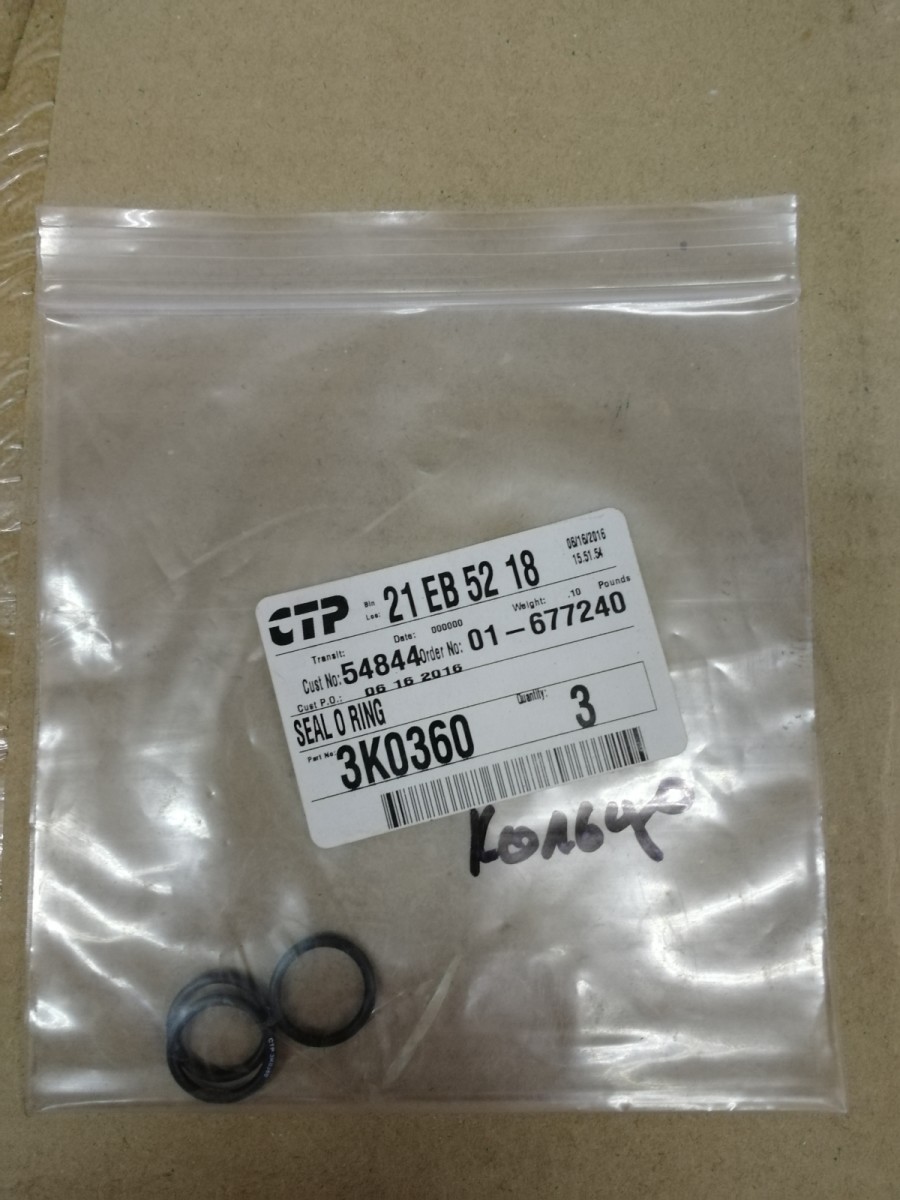 CTP Bin Loc: 21 EB 52 18 06/16/2016
15.51.54
Transit: Date: 000000 Weight: .10 Pounds
Cust No: 54844 Order No: 01-677240
Cust P.O.: 06 16 2016
SEAL O RING
Part No: 3K0360 Quantity: 3
Кольцо